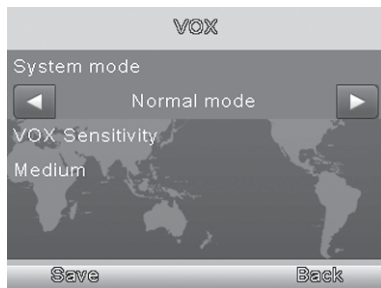 VOX
System mode
Normal mode
VOX Sensitivity
Medium
Save Back